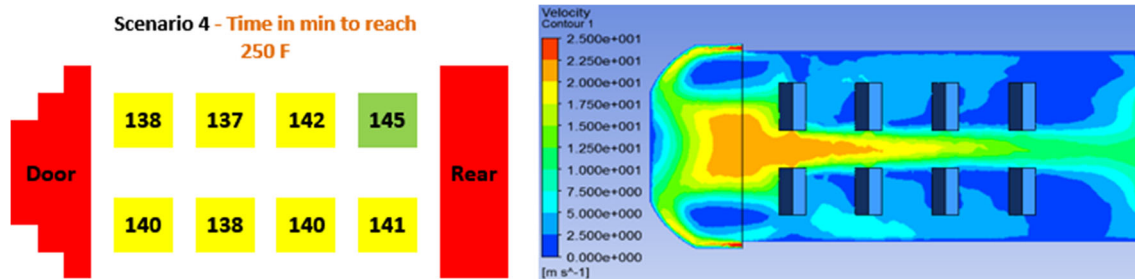 Scenario 4 - Time in min to reach
250 F
138 137 142 145
Door
Rear
140 138 140 141
Velocity
Contour 1
2.500e+001
2.250e+001
2.000e+001
1.750e+001
1.500e+001
1.250e+001
1.000e+001
7.500e+000
5.000e+000
2.500e+000
0.000e+000
[m s^-1]